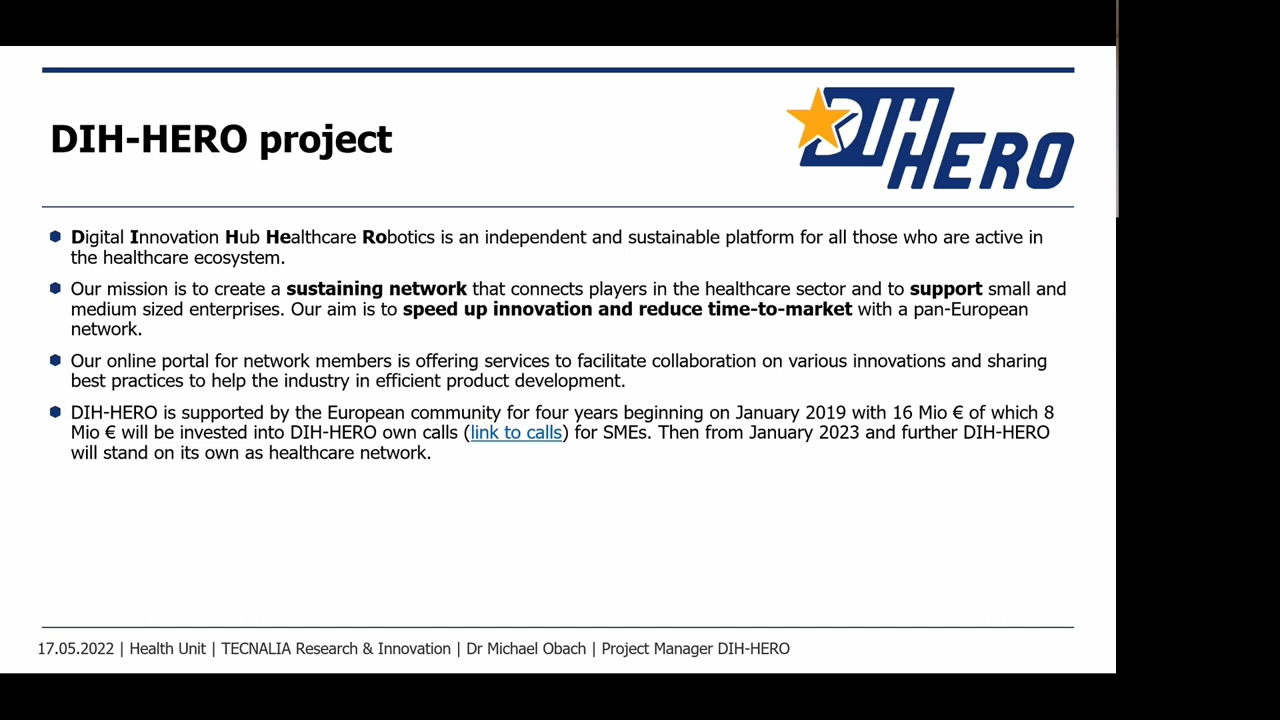 DIH-HERO project
DIH
HERO
Digital Innovation Hub Healthcare Robotics is an independent and sustainable platform for all those who are active in
the healthcare ecosystem.
Our mission is to create a sustaining network that connects players in the healthcare sector and to support small and
medium sized enterprises. Our aim is to speed up innovation and reduce time-to-market with a pan-European
network.
Our online portal for network members is offering services to facilitate collaboration on various innovations and sharing
best practices to help the industry in efficient product development.
DIH-HERO is supported by the European community for four years beginning on January 2019 with 16 Mio € of which 8
Mio € will be invested into DIH-HERO own calls (link to calls) for SMEs. Then from January 2023 and further DIH-HERO
will stand on its own as healthcare network.
17.05.2022 | Health Unit | TECNALIA Research & Innovation | Dr Michael Obach | Project Manager DIH-HERO